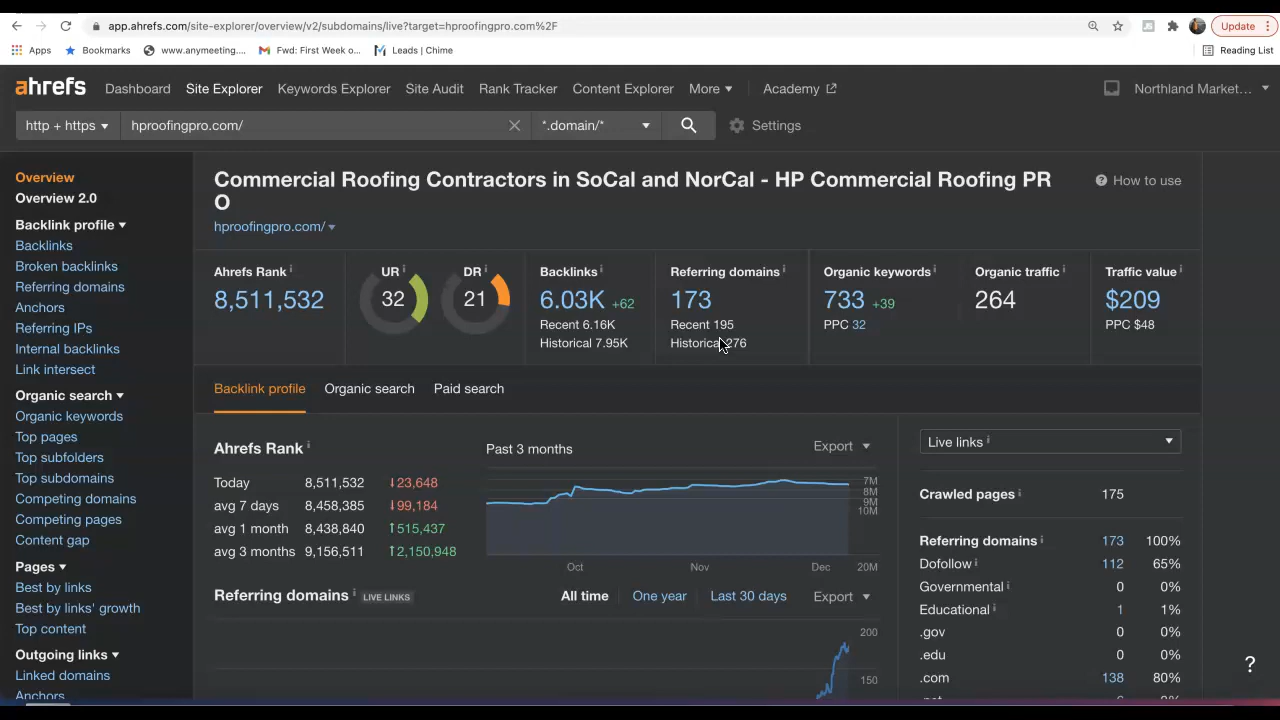 app.ahrefs.com/site-explorer/overview/v2/subdomains/live?target=hproofingpro.com%2F
Update
Apps
Bookmarks
www.anymeeting....
Fwd: First Week o...
Leads | Chime
Reading List
ahrefs
Dashboard
Site Explorer
Keywords Explorer
Site Audit
Rank Tracker
Content Explorer
More
Academy
Northland Market...
http + https
hproofingpro.com/
*.domain/*
Settings
Overview
Overview 2.0
Backlink profile
Backlinks
Broken backlinks
Referring domains
Anchors
Referring IPs
Internal backlinks
Link intersect
Organic search
Organic keywords
Top pages
Top subfolders
Top subdomains
Competing domains
Competing pages
Content gap
Pages
Best by links
Best by links' growth
Top content
Outgoing links
Linked domains
Anchors
Commercial Roofing Contractors in SoCal and NorCal - HP Commercial Roofing PR
O
How to use
hproofingpro.com/
Ahrefs Rank
8,511,532
UR
32
DR
21
Backlinks
6.03K +62
Recent 6.16K
Historical 7.95K
Referring domains
173
Recent 195
Historical 276
Organic keywords
733 +39
PPC 32
Organic traffic
264
Traffic value
$209
PPC $48
Backlink profile
Organic search
Paid search
Ahrefs Rank
Past 3 months
Export
Today 8,511,532 ↓23,648
avg 7 days 8,458,385 ↓99,184
avg 1 month 8,438,840 ↑515,437
avg 3 months 9,156,511 ↑2,150,948
7M
8M
9M
10M
Oct
Nov
Dec
20M
Referring domains LIVE LINKS
All time
One year
Last 30 days
Export
200
150
Live links
Crawled pages 175
Referring domains 173 100%
Dofollow 112 65%
Governmental 0 0%
Educational 1 1%
.gov 0 0%
.edu 0 0%
.com 138 80%
?